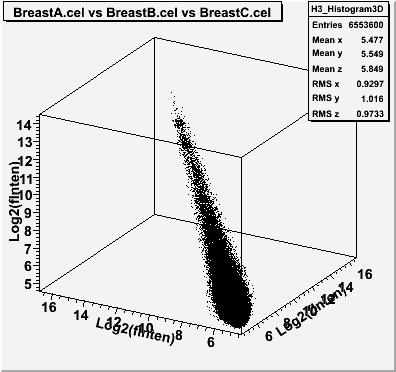 BreastA.cel vs BreastB.cel vs BreastC.cel
H3_Histogram3D
Entries 6553600
Mean x 5.477
Mean y 5.549
Mean z 5.849
RMS x 0.9297
RMS y 1.016
RMS z 0.9733
14
13
12
11
10
9
8
7
6
5
Log2(fInten)
16 14 12 10 8 6
Log2(fInten)
6 8 14 16
Log2(fInten)